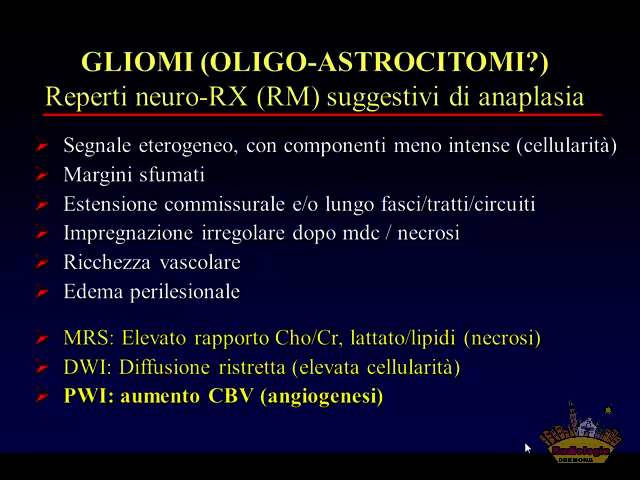 GLIOMI (OLIGO-ASTROCITOMI?)
Reperti neuro-RX (RM) suggestivi di anaplasia
Segnale eterogeneo, con componenti meno intense (cellularità)
Margini sfumati
Estensione commissurale e/o lungo fasci/tratti/circuiti
Impregnazione irregolare dopo mdc / necrosi
Ricchezza vascolare
Edema perilesionale
MRS: Elevato rapporto Cho/Cr, lattato/lipidi (necrosi)
DWI: Diffusione ristretta (elevata cellularità)
PWI: aumento CBV (angiogenesi)
Radiologia
CREMONA